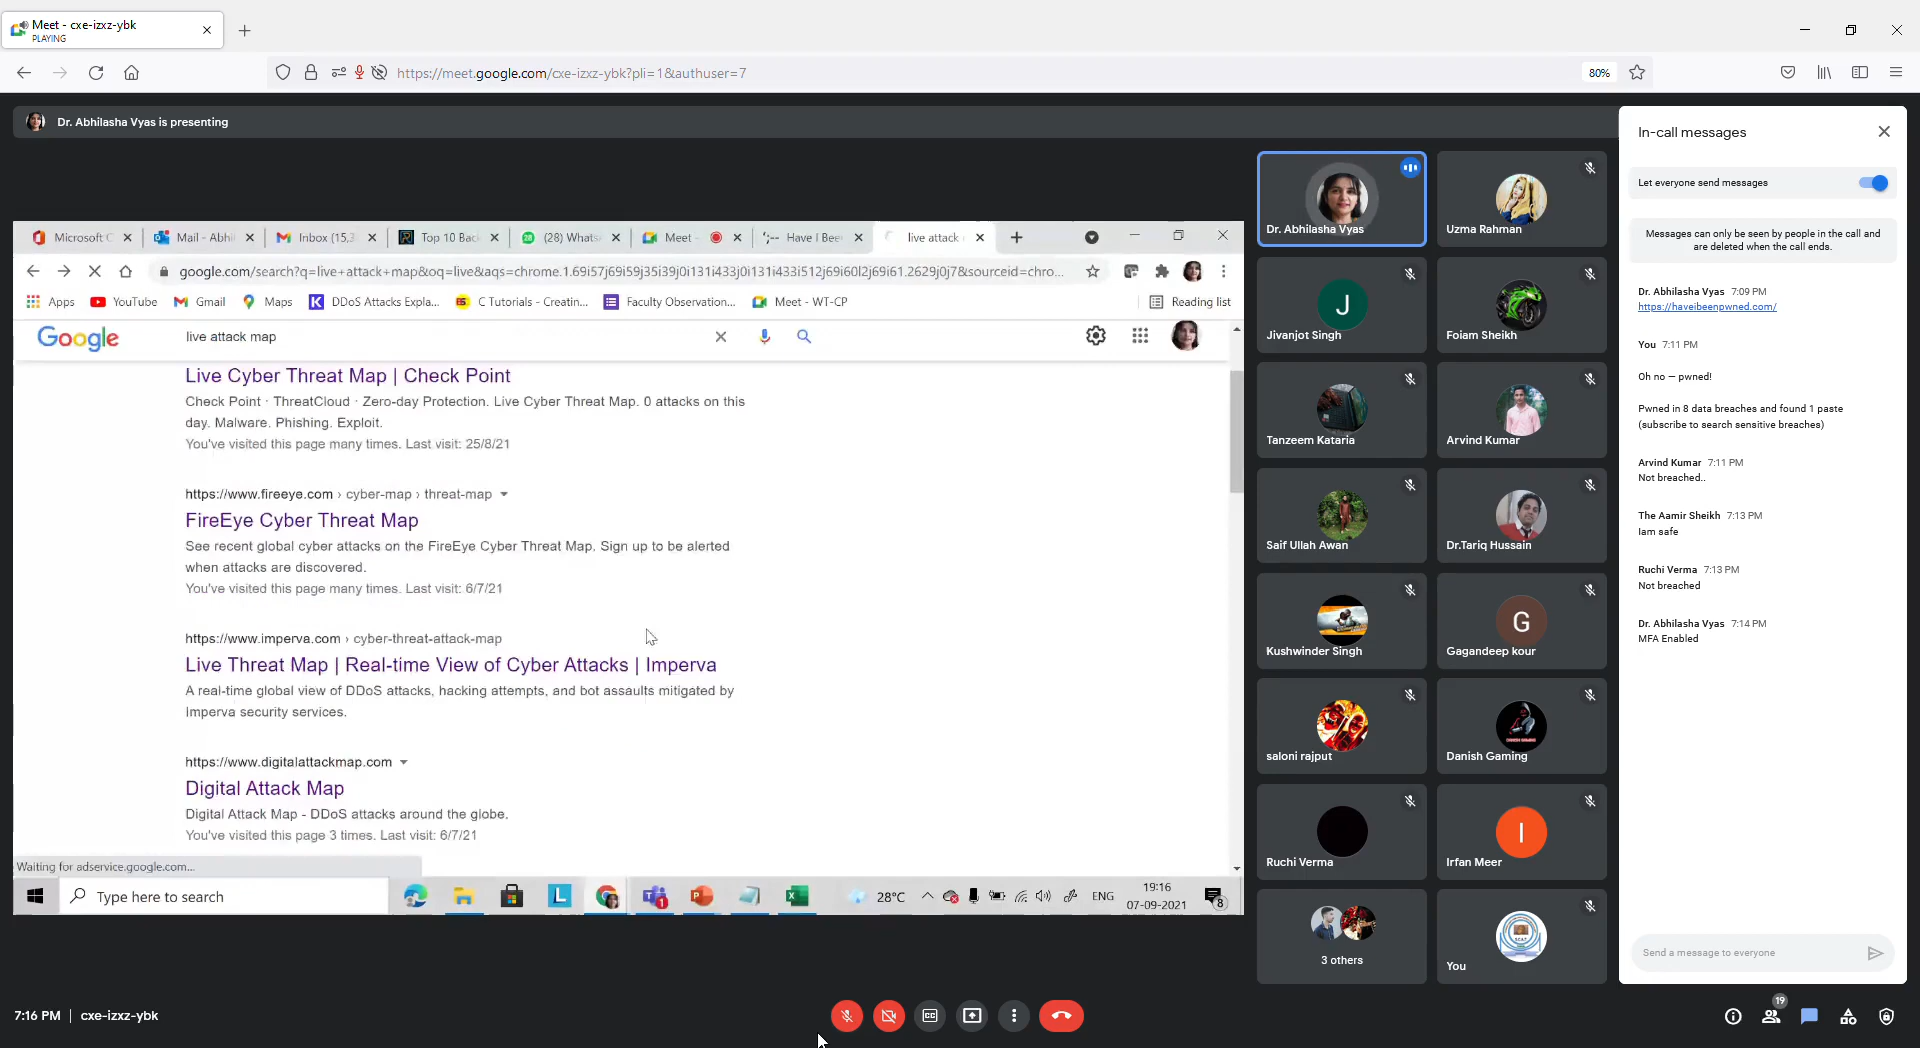 Meet - cxe-izxz-ybk
PLAYING
https://meet.google.com/cxe-izxz-ybk?pli=1&authuser=7
80%
Dr. Abhilasha Vyas is presenting
Microsoft C
Mail - Abhi
Inbox (15,3
Top 10 Bac
(28) Whats
Meet -
Have I Bee
live attack
google.com/search?q=live+attack+map&oq=live&aqs=chrome.1.69i57j69i59j35i39j0i131i433j0i131i433i512j69i60l2j69i61.2629j0j7&sourceid=chro...
Apps
YouTube
Gmail
Maps
DDoS Attacks Expla...
C Tutorials - Creatin...
Faculty Observation...
Meet - WT-CP
Reading list
Google
live attack map
Live Cyber Threat Map | Check Point
Check Point · ThreatCloud · Zero-day Protection. Live Cyber Threat Map. 0 attacks on this
day. Malware. Phishing. Exploit.
You've visited this page many times. Last visit: 25/8/21
https://www.fireeye.com › cyber-map › threat-map
FireEye Cyber Threat Map
See recent global cyber attacks on the FireEye Cyber Threat Map. Sign up to be alerted
when attacks are discovered.
You've visited this page many times. Last visit: 6/7/21
https://www.imperva.com › cyber-threat-attack-map
Live Threat Map | Real-time View of Cyber Attacks | Imperva
A real-time global view of DDoS attacks, hacking attempts, and bot assaults mitigated by
Imperva security services.
https://www.digitalattackmap.com
Digital Attack Map
Digital Attack Map - DDoS attacks around the globe.
You've visited this page 3 times. Last visit: 6/7/21
Waiting for adservice.google.com...
Type here to search
L
1
28°C
ENG
19:16
07-09-2021
8
Dr. Abhilasha Vyas
Uzma Rahman
J
Jivanjot Singh
Foiam Sheikh
Tanzeem Kataria
Arvind Kumar
Saif Ullah Awan
Dr.Tariq Hussain
Kushwinder Singh
G
Gagandeep kour
saloni rajput
Danish Gaming
Ruchi Verma
I
Irfan Meer
3 others
You
In-call messages
Let everyone send messages
Messages can only be seen by people in the call and
are deleted when the call ends.
Dr. Abhilasha Vyas 7:09 PM
https://haveibeenpwned.com/
You 7:11 PM
Oh no — pwned!
Pwned in 8 data breaches and found 1 paste
(subscribe to search sensitive breaches)
Arvind Kumar 7:11 PM
Not breached..
The Aamir Sheikh 7:13 PM
Iam safe
Ruchi Verma 7:13 PM
Not breached
Dr. Abhilasha Vyas 7:14 PM
MFA Enabled
Send a message to everyone
7:16 PM | cxe-izxz-ybk
19